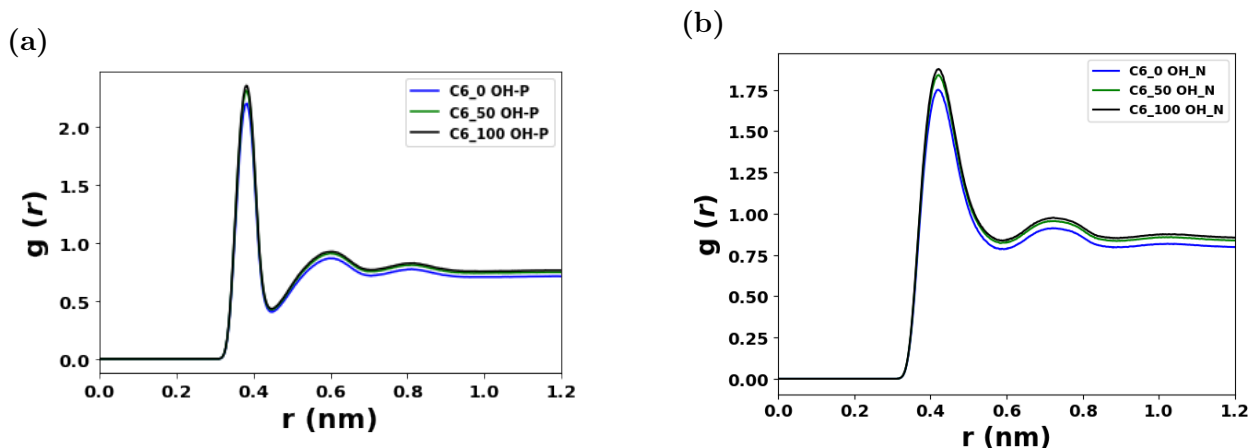 (a)
C6_0 OH-P
C6_50 OH-P
C6_100 OH-P
2.0
1.5
1.0
0.5
0.0
g (r)
0.0 0.2 0.4 0.6 0.8 1.0 1.2
r (nm)
(b)
C6_0 OH_N
C6_50 OH_N
C6_100 OH_N
1.75
1.50
1.25
1.00
0.75
0.50
0.25
0.00
g (r)
0.0 0.2 0.4 0.6 0.8 1.0 1.2
r (nm)